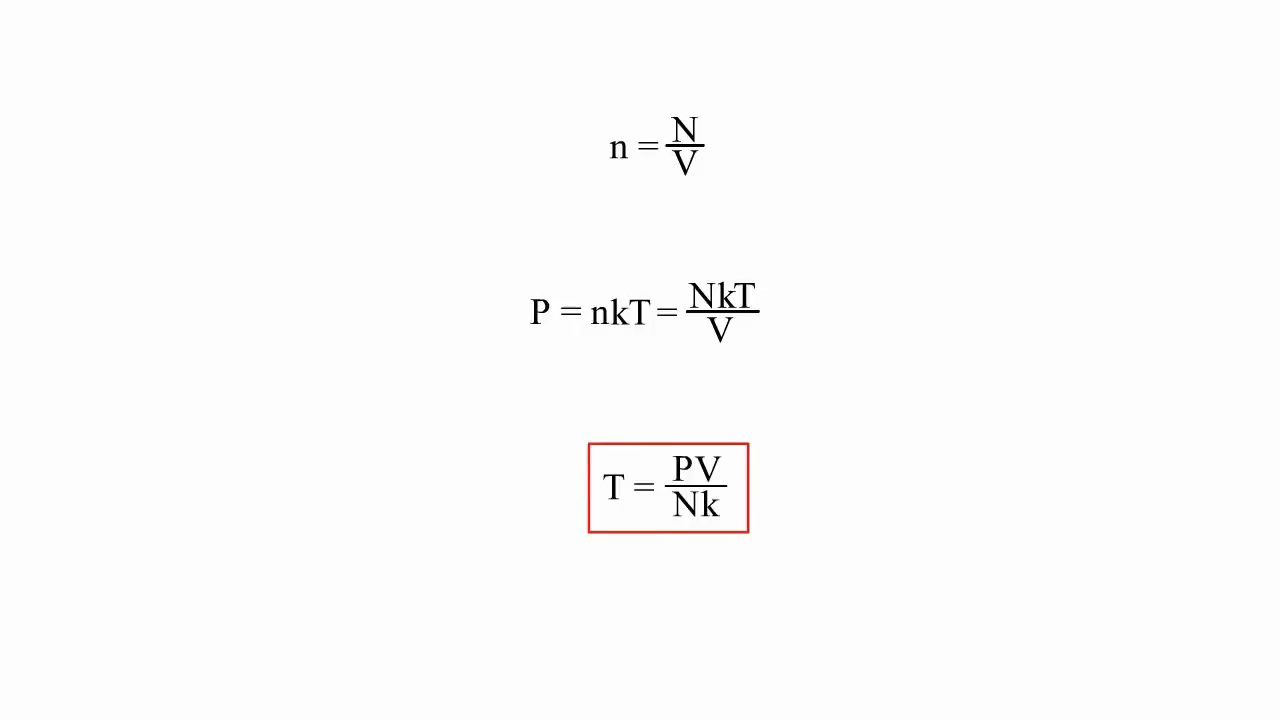 n = N/V
P = nkT = NkT/V
T = PV/Nk